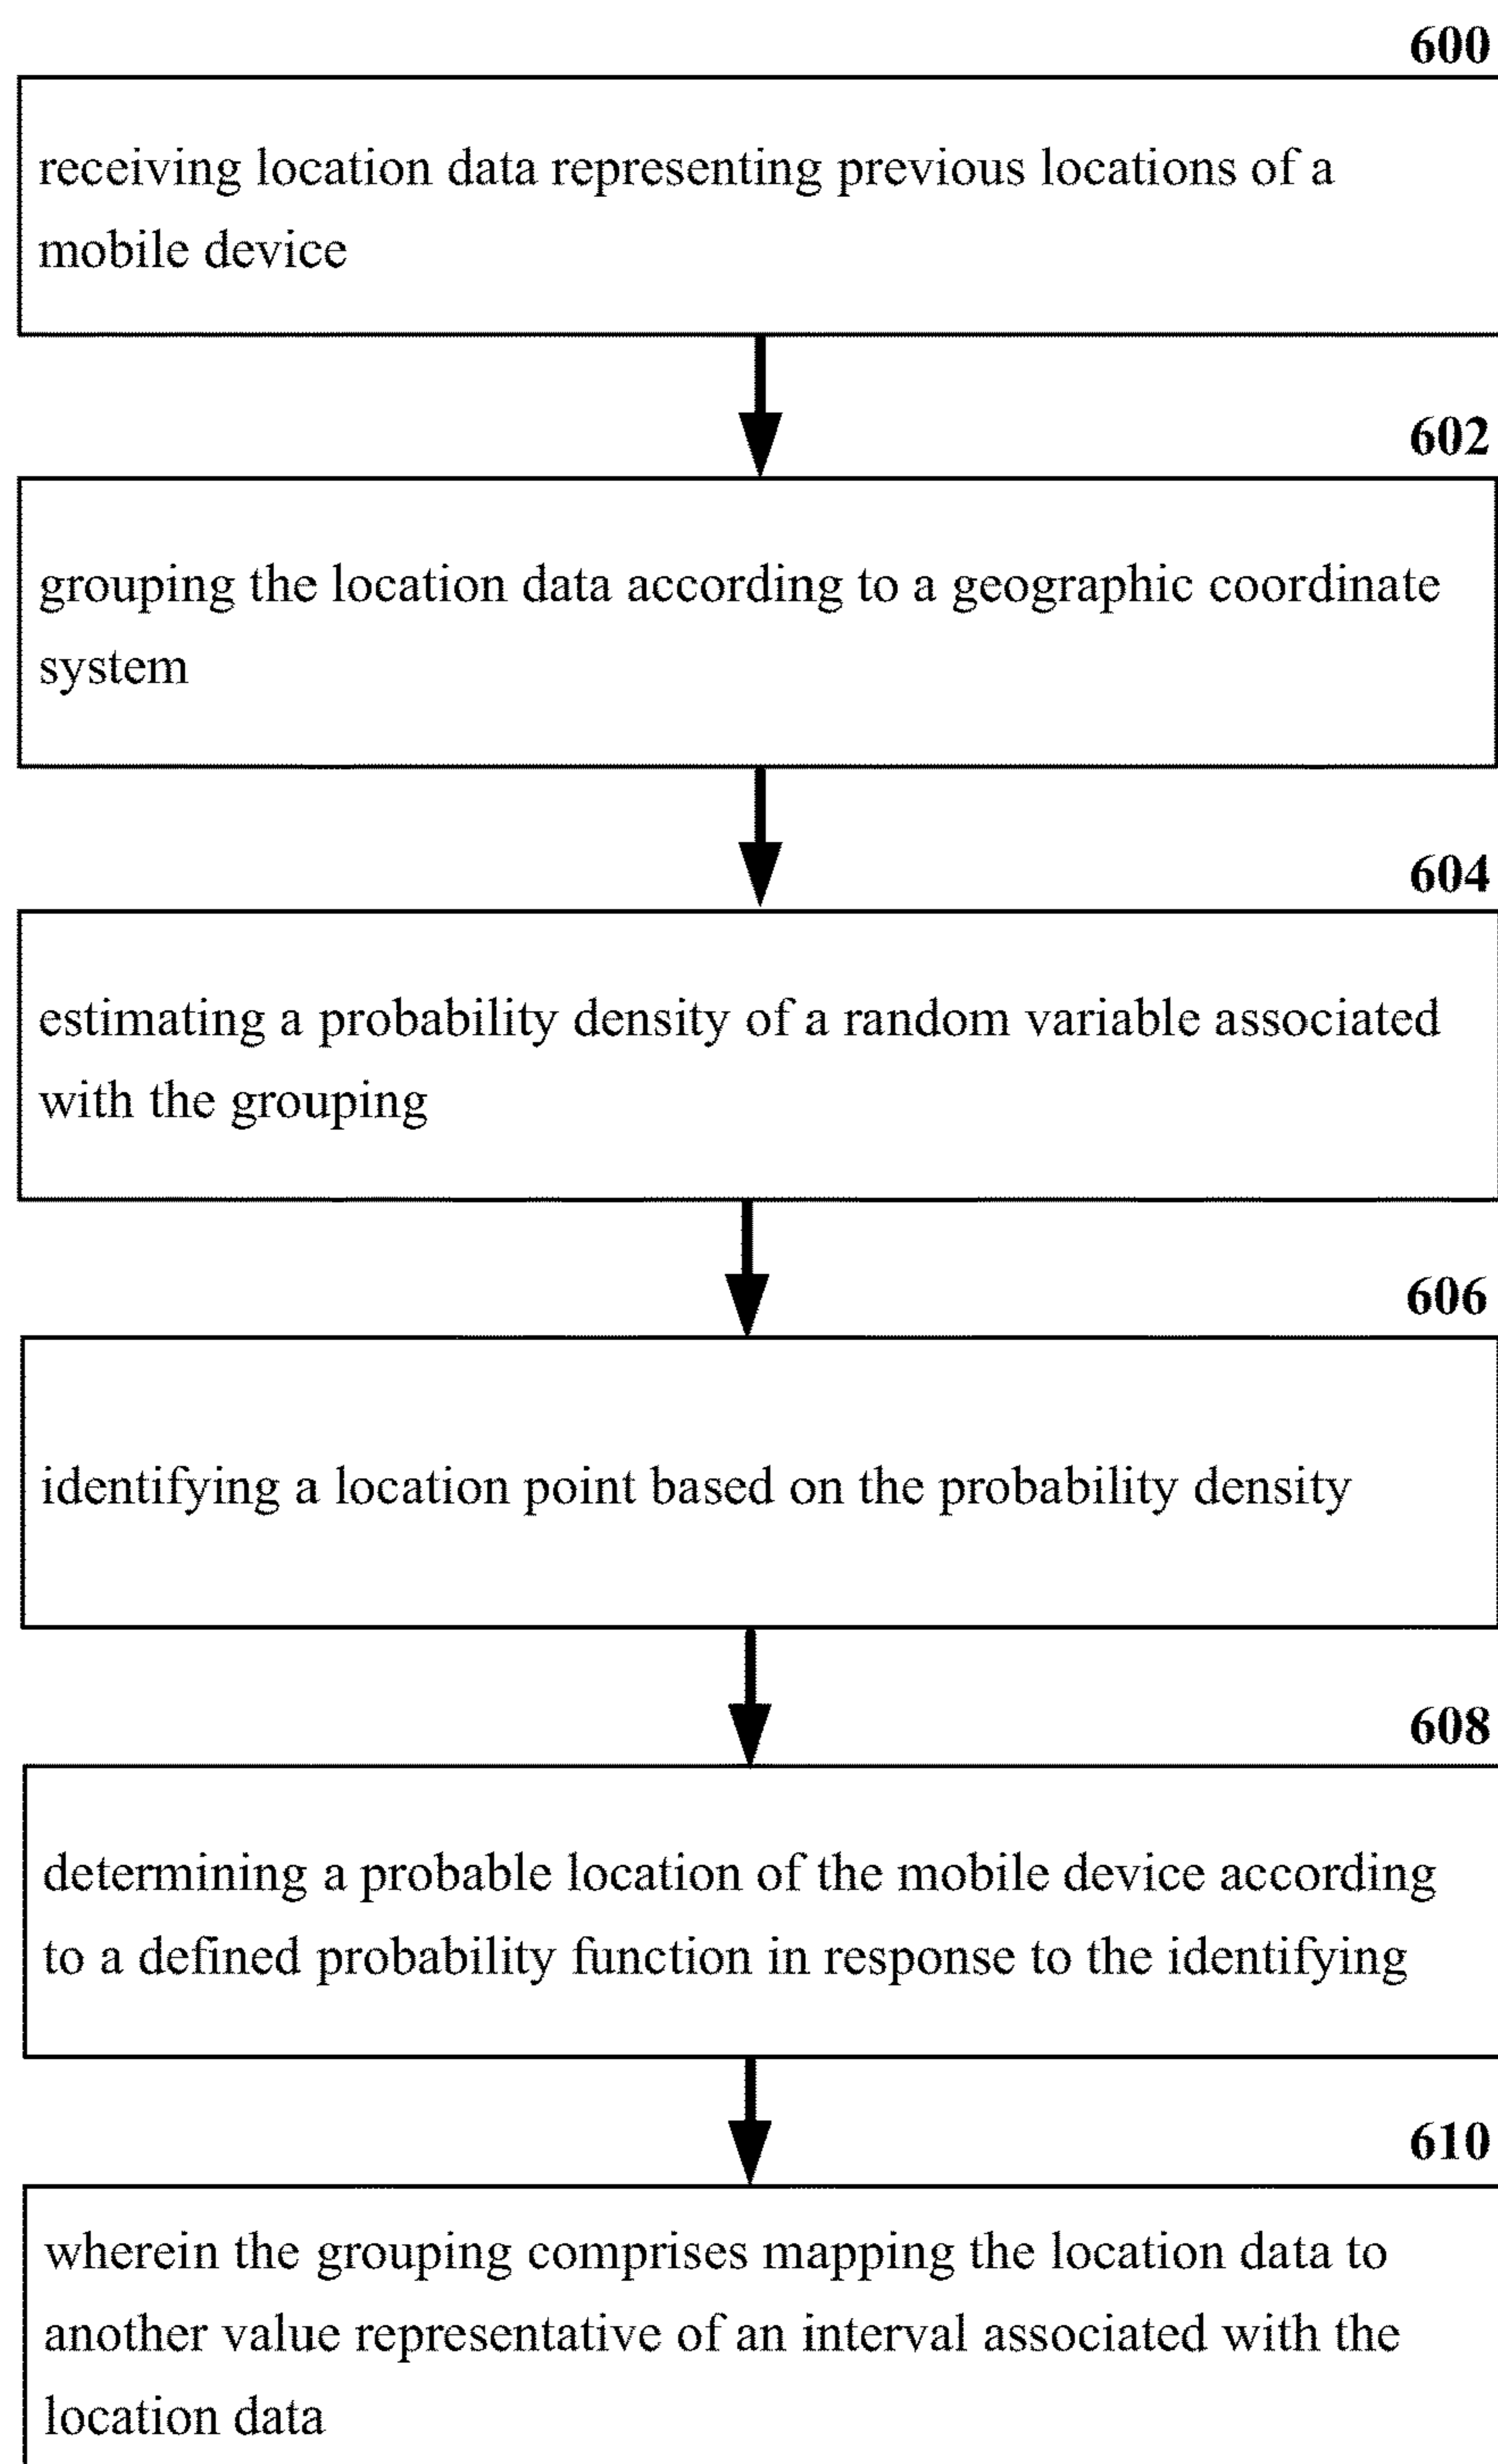 600
receiving location data representing previous locations of a
mobile device
602
grouping the location data according to a geographic coordinate
system
604
estimating a probability density of a random variable associated
with the grouping
606
identifying a location point based on the probability density
608
determining a probable location of the mobile device according
to a defined probability function in response to the identifying
610
wherein the grouping comprises mapping the location data to
another value representative of an interval associated with the
location data